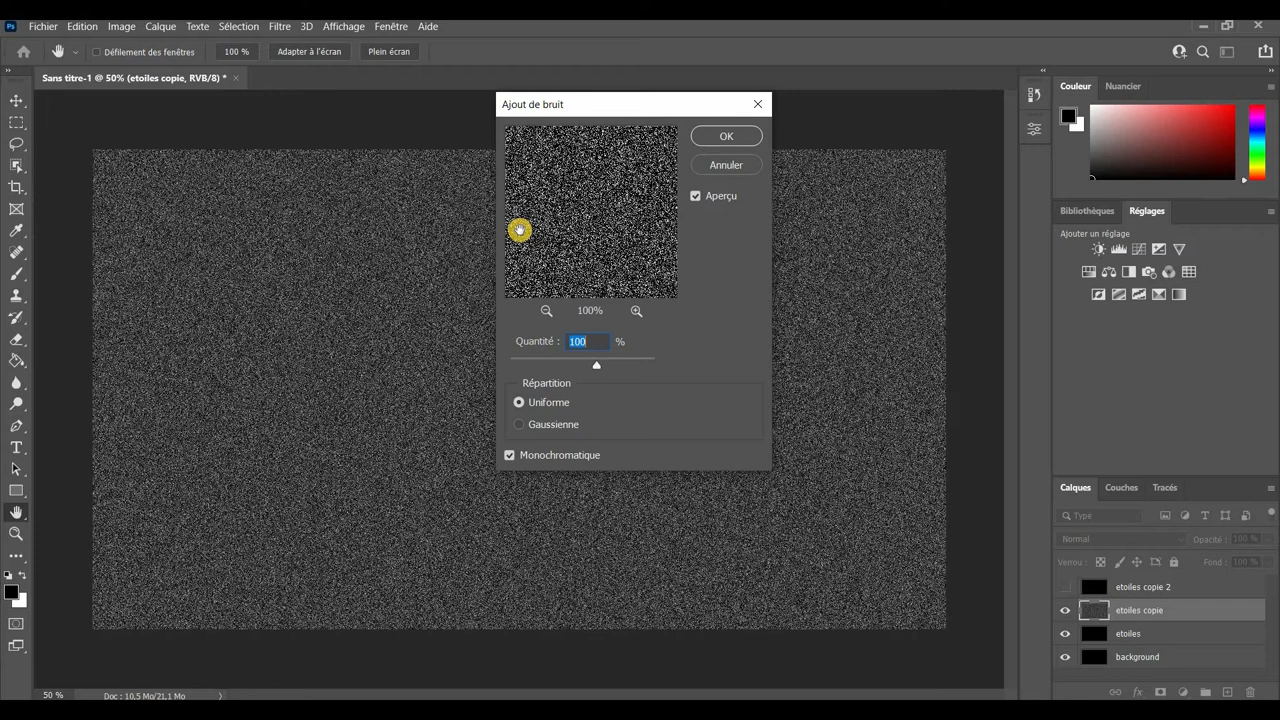 Ps Fichier Edition Image Calque Texte Sélection Filtre 3D Affichage Fenêtre Aide
Défilement des fenêtres 100 % Adapter à l'écran Plein écran
Sans titre-1 @ 50% (etoiles copie, RVB/8) *
Couleur Nuancier
Ajout de bruit
OK
Annuler
Aperçu
100%
Quantité : 100 %
Répartition
Uniforme
Gaussienne
Monochromatique
Bibliothèques Réglages
Ajouter un réglage
Calques Couches Tracés
Type
Normal Opacité : 100 %
Verrou : Fond : 100 %
etoiles copie 2
etoiles copie
etoiles
background
50 % Doc : 10,5 Mo/21,1 Mo